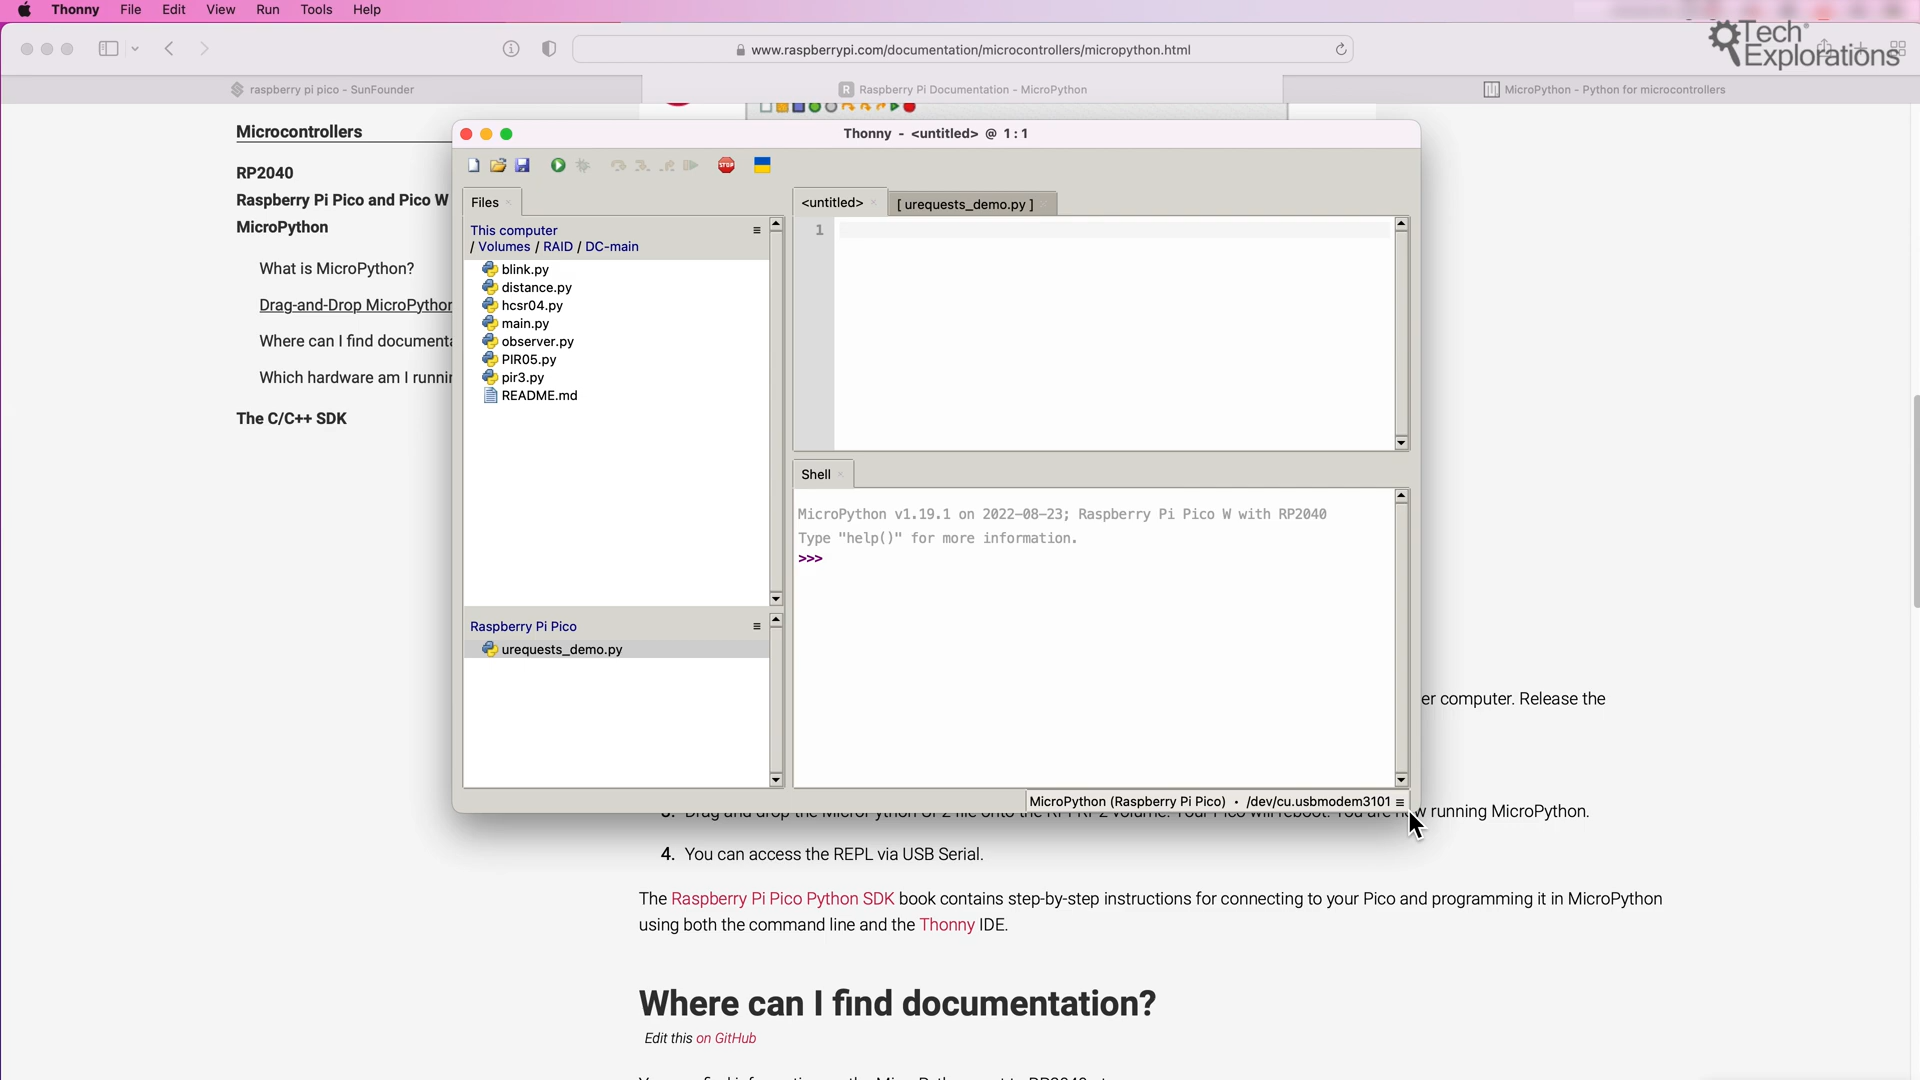 Thonny File Edit View Run Tools Help
Tech Explorations
www.raspberrypi.com/documentation/microcontrollers/micropython.html
raspberry pi pico - SunFounder
Raspberry Pi Documentation - MicroPython
MicroPython - Python for microcontrollers
Microcontrollers
RP2040
Raspberry Pi Pico and Pico W
MicroPython
What is MicroPython?
Drag-and-Drop MicroPython
Where can I find documenta
Which hardware am I runnin
The C/C++ SDK
Thonny - <untitled> @ 1 : 1
STOP
Files
This computer
/ Volumes / RAID / DC-main
blink.py
distance.py
hcsr04.py
main.py
observer.py
PIR05.py
pir3.py
README.md
Raspberry Pi Pico
urequests_demo.py
<untitled>
[ urequests_demo.py ]
1
Shell
MicroPython v1.19.1 on 2022-08-23; Raspberry Pi Pico W with RP2040
Type "help()" for more information.
>>>
MicroPython (Raspberry Pi Pico) • /dev/cu.usbmodem3101 ≡
er computer. Release the
w running MicroPython.
4. You can access the REPL via USB Serial.
The Raspberry Pi Pico Python SDK book contains step-by-step instructions for connecting to your Pico and programming it in MicroPython
using both the command line and the Thonny IDE.
Where can I find documentation?
Edit this on GitHub